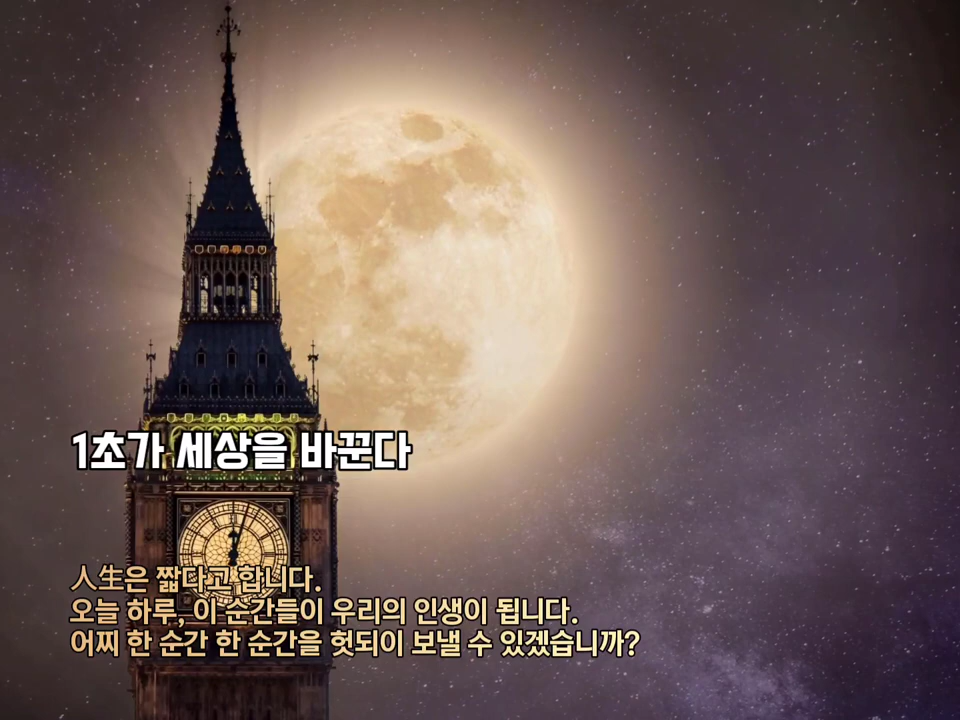 1초가 세상을 바꾼다
人生은 짧다고 합니다.
오늘 하루, 이 순간들이 우리의 인생이 됩니다.
어찌 한 순간 한 순간을 헛되이 보낼 수 있겠습니까?